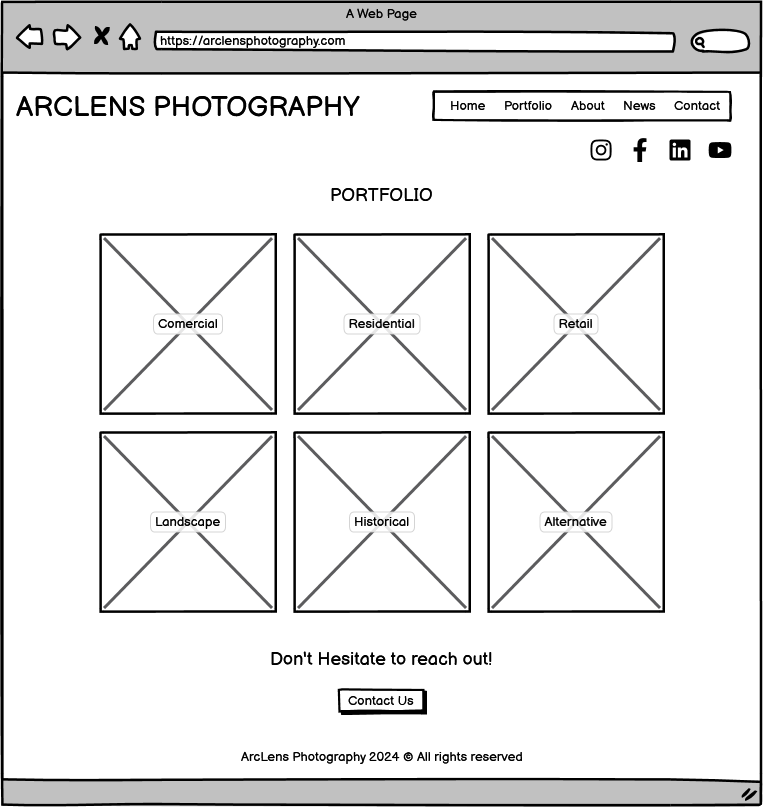 A Web Page
https://arclensphotography.com
ARCLENS PHOTOGRAPHY
Home Portfolio About News Contact
PORTFOLIO
Comercial Residential Retail
Landscape Historical Alternative
Don't Hesitate to reach out!
Contact Us
ArcLens Photography 2024 © All rights reserved